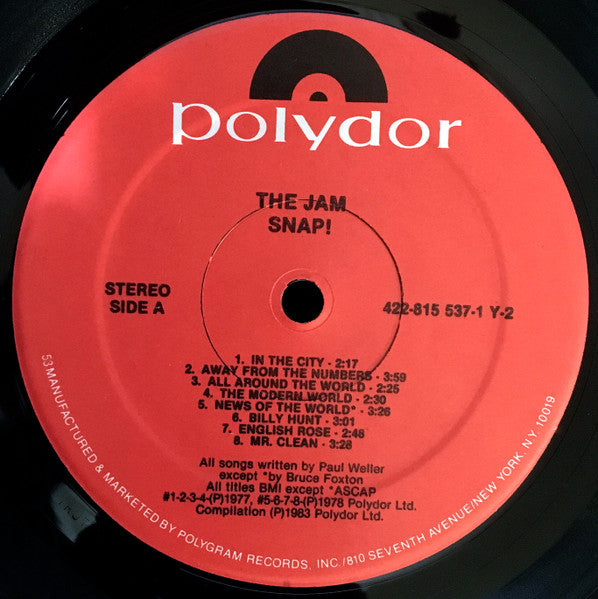 polydor
THE JAM
SNAP!
STEREO
SIDE A
422-815 537-1 Y-2
1. IN THE CITY - 2:17
2. AWAY FROM THE NUMBERS - 3:59
3. ALL AROUND THE WORLD - 2:25
4. THE MODERN WORLD - 2:30
5. NEWS OF THE WORLD* - 3:26
6. BILLY HUNT - 3:01
7. ENGLISH ROSE - 2:46
8. MR. CLEAN - 3:28
All songs written by Paul Weller
except *by Bruce Foxton
All titles BMI except *ASCAP
#1-2-3-4-(P)1977, #5-6-7-8-(P)1978 Polydor Ltd.
Compilation (P)1983 Polydor Ltd.
53 MANUFACTURED & MARKETED BY POLYGRAM RECORDS, INC./810 SEVENTH AVENUE/NEW YORK, N.Y. 10019